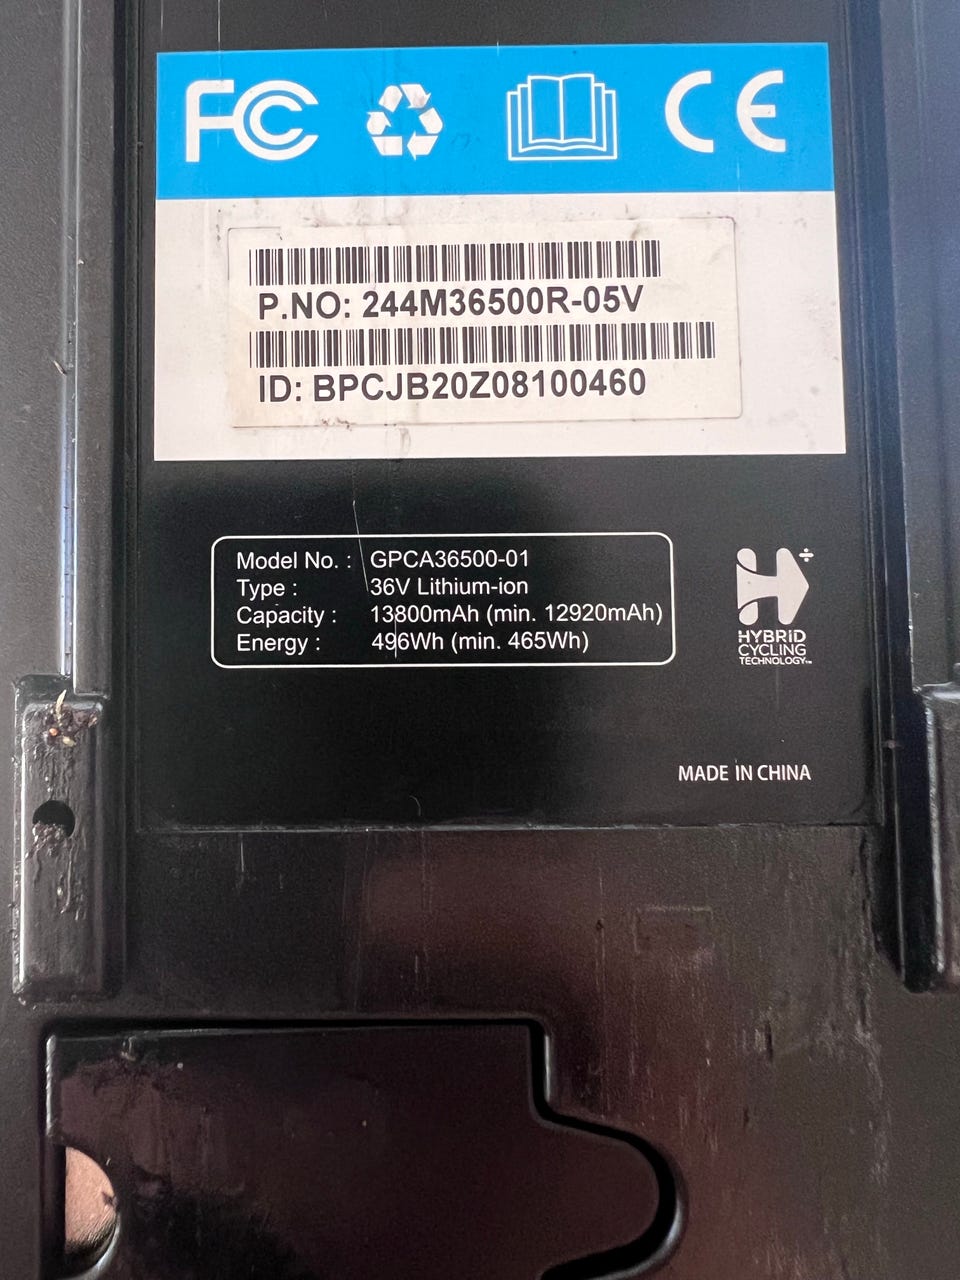 FC CE
P.NO: 244M36500R-05V
ID: BPCJB20Z08100460
Model No. : GPCA36500-01
Type : 36V Lithium-ion
Capacity : 13800mAh (min. 12920mAh)
Energy : 496Wh (min. 465Wh)
HYBRID
CYCLING
TECHNOLOGY™
MADE IN CHINA